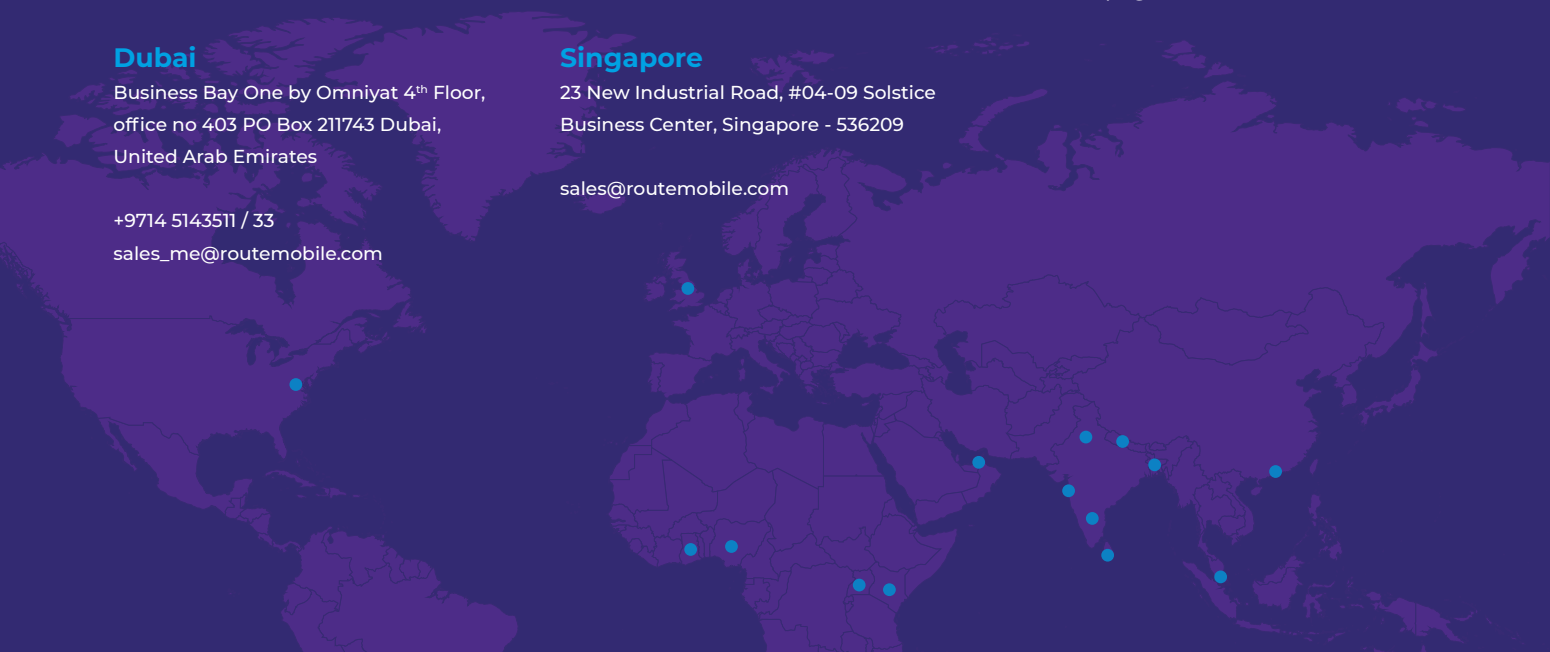 Dubai
Business Bay One by Omniyat 4th Floor,
office no 403 PO Box 211743 Dubai,
United Arab Emirates
+9714 5143511 / 33
sales_me@routemobile.com
Singapore
23 New Industrial Road, #04-09 Solstice
Business Center, Singapore - 536209
sales@routemobile.com